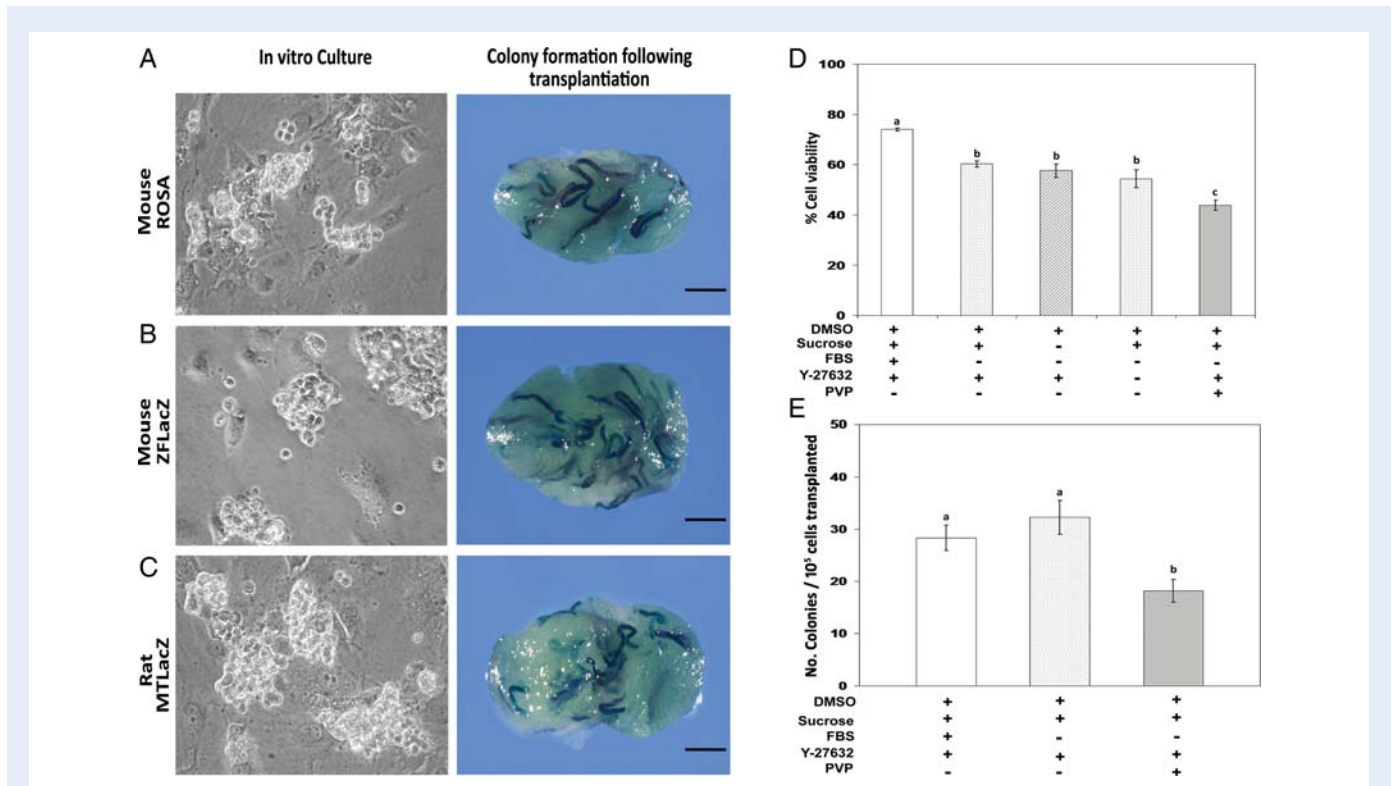 A
In vitro Culture
Colony formation following
transplantiation
Mouse
ROSA
B
Mouse
ZFLacZ
C
Rat
MTLacZ
D
% Cell viability
100
80
60
40
20
0
a
b
b
b
c
DMSO + + + + +
Sucrose + + - + +
FBS + - - - -
Y-27632 + + + - +
PVP - - - - +
E
No. Colonies / 10⁵ cells transplanted
50
40
30
20
10
0
a
a
b
DMSO + + +
Sucrose + + +
FBS + - -
Y-27632 + + +
PVP - - +